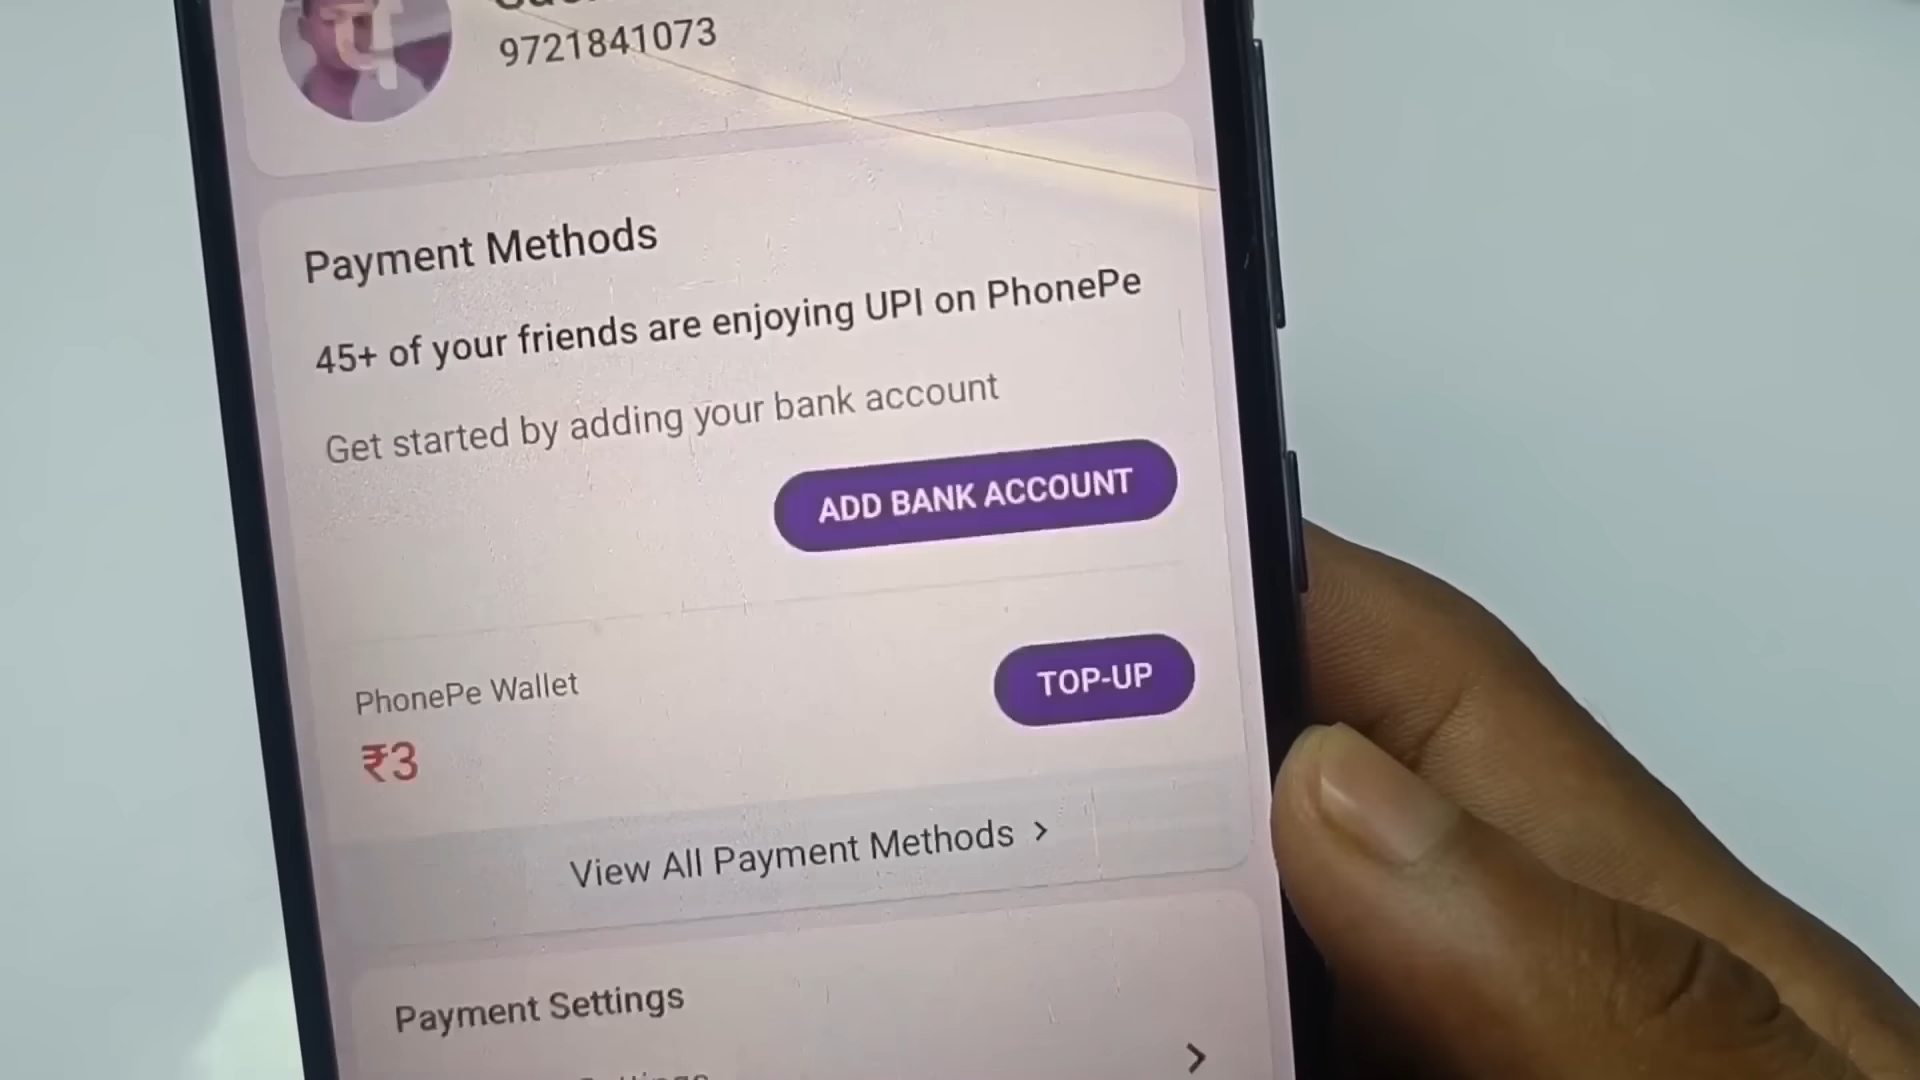 9721841073
Payment Methods
45+ of your friends are enjoying UPI on PhonePe
Get started by adding your bank account
ADD BANK ACCOUNT
PhonePe Wallet
TOP-UP
₹3
View All Payment Methods >
Payment Settings